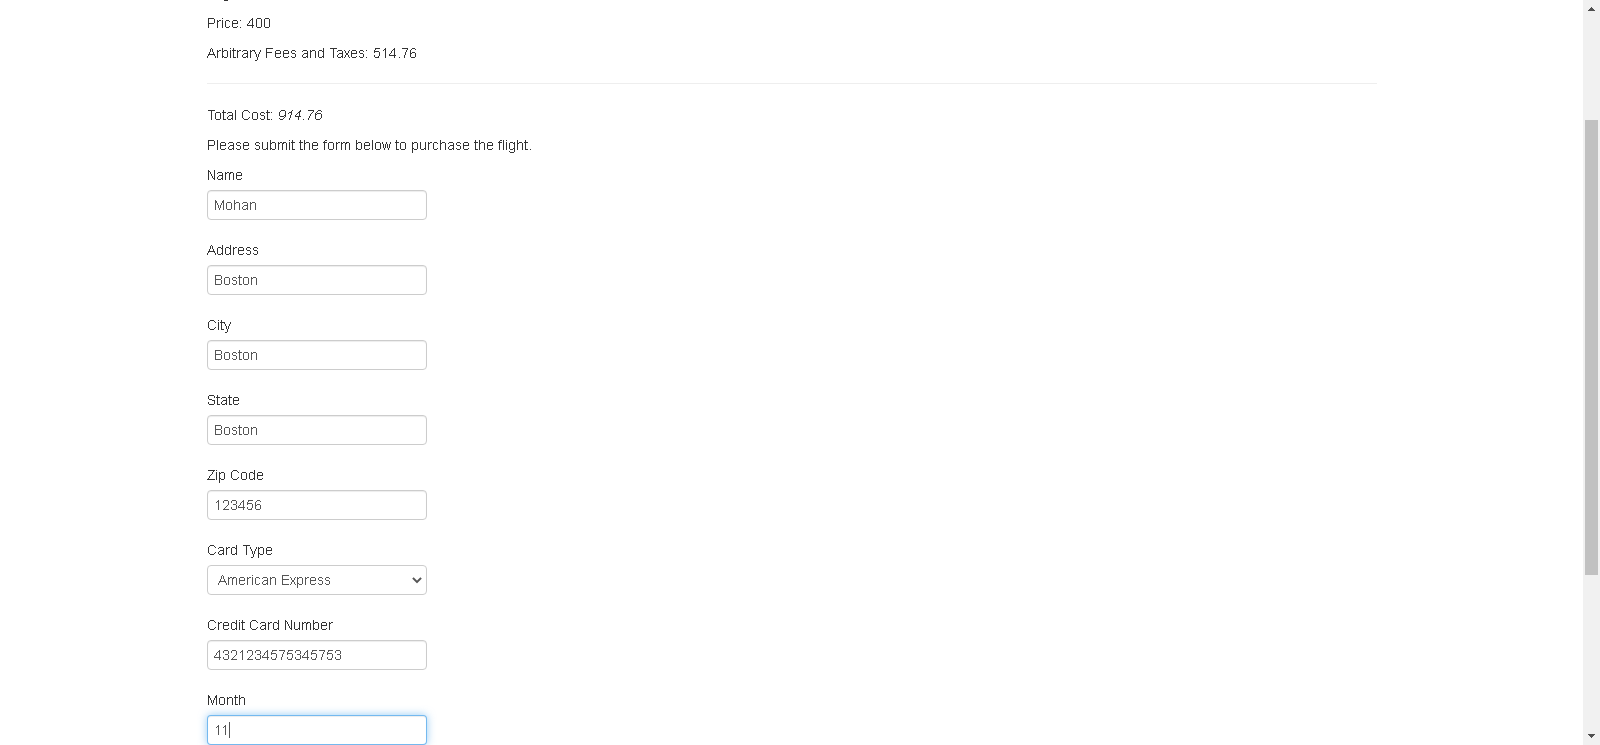 Price: 400
Arbitrary Fees and Taxes: 514.76
Total Cost: 914.76
Please submit the form below to purchase the flight.
Name
Mohan
Address
Boston
City
Boston
State
Boston
Zip Code
123456
Card Type
American Express
Credit Card Number
4321234575345753
Month
11